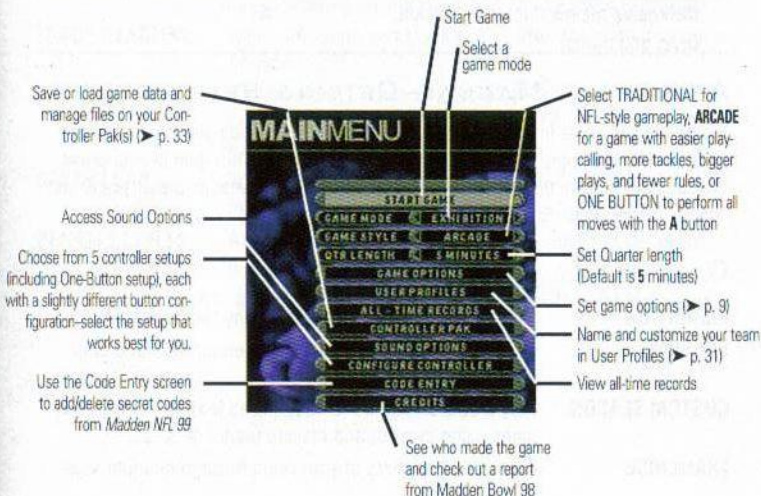 Start Game
Select a
game mode
Save or load game data and
manage files on your Con-
troller Pak(s) (➤ p. 33)
Access Sound Options
Choose from 5 controller setups
(including One-Button setup), each
with a slightly different button con-
figuration–select the setup that
works best for you.
Use the Code Entry screen
to add/delete secret codes
from Madden NFL 99
MAINMENU
START GAME
GAME MODE EXHIBITION
GAME STYLE ARCADE
QTR LENGTH 5 MINUTES
GAME OPTIONS
USER PROFILES
ALL - TIME RECORDS
CONTROLLER PAK
SOUND OPTIONS
CONFIGURE CONTROLLER
CODE ENTRY
CREDITS
Select TRADITIONAL for
NFL-style gameplay, ARCADE
for a game with easier play-
calling, more tackles, bigger
plays, and fewer rules, or
ONE BUTTON to perform all
moves with the A button
Set Quarter length
(Default is 5 minutes)
Set game options (➤ p. 9)
Name and customize your team
in User Profiles (➤ p. 31)
View all-time records
See who made the game
and check out a report
from Madden Bowl 98